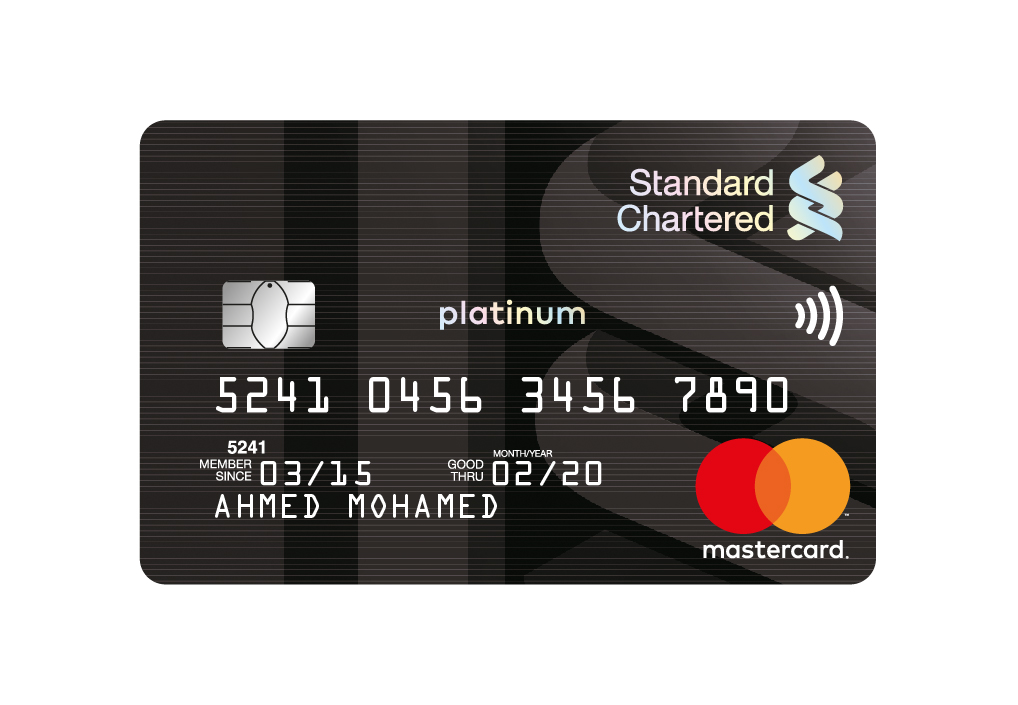 Standard
Chartered
platinum
5241 0456 3456 7890
5241
MEMBER SINCE 03/15
MONTH/YEAR
GOOD THRU 02/20
AHMED MOHAMED
mastercard.
™